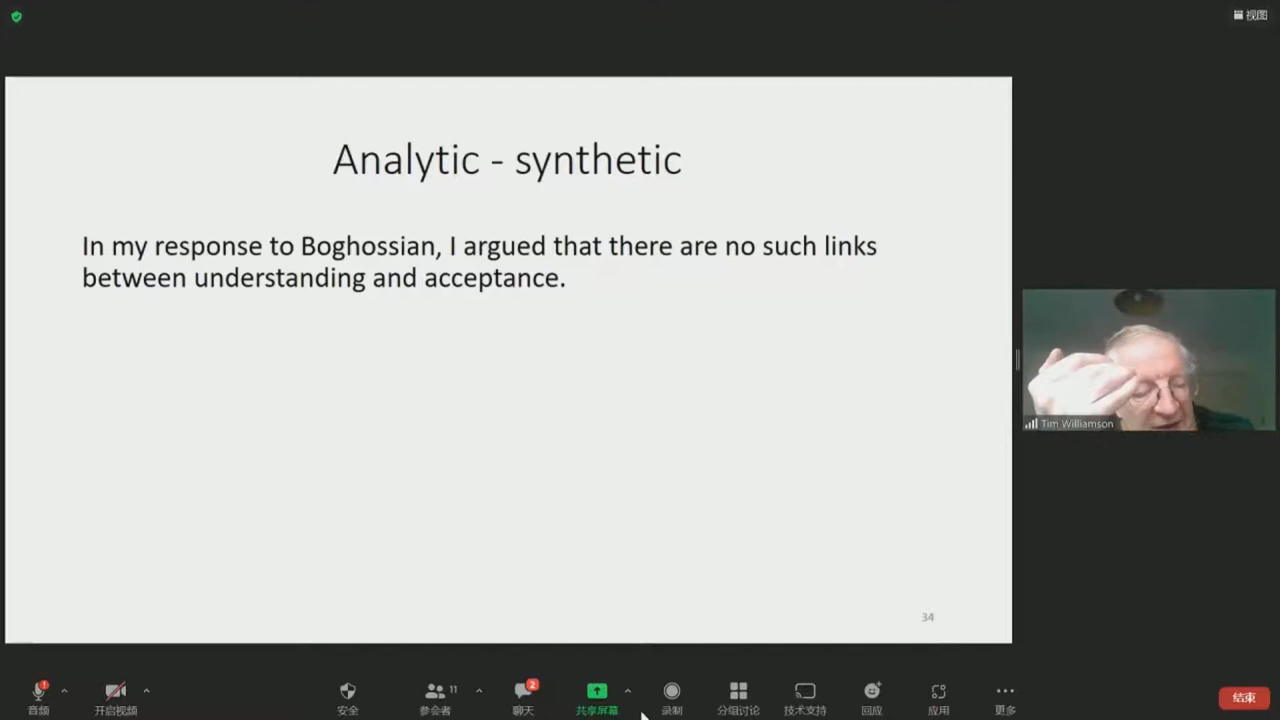 视图
Analytic - synthetic
In my response to Boghossian, I argued that there are no such links
between understanding and acceptance.
Tim Williamson
34
11
2
音频
开启视频
安全
参会者
聊天
共享屏幕
录制
分组讨论
技术支持
回应
应用
更多
结束